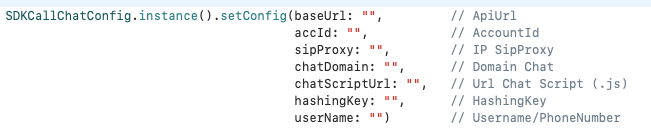 SDKCallChatConfig.instance().setConfig(baseUrl: "", // ApiUrl
accId: "", // AccountId
sipProxy: "", // IP SipProxy
chatDomain: "", // Domain Chat
chatScriptUrl: "", // Url Chat Script (.js)
hashingKey: "", // HashingKey
userName: "") // Username/PhoneNumber